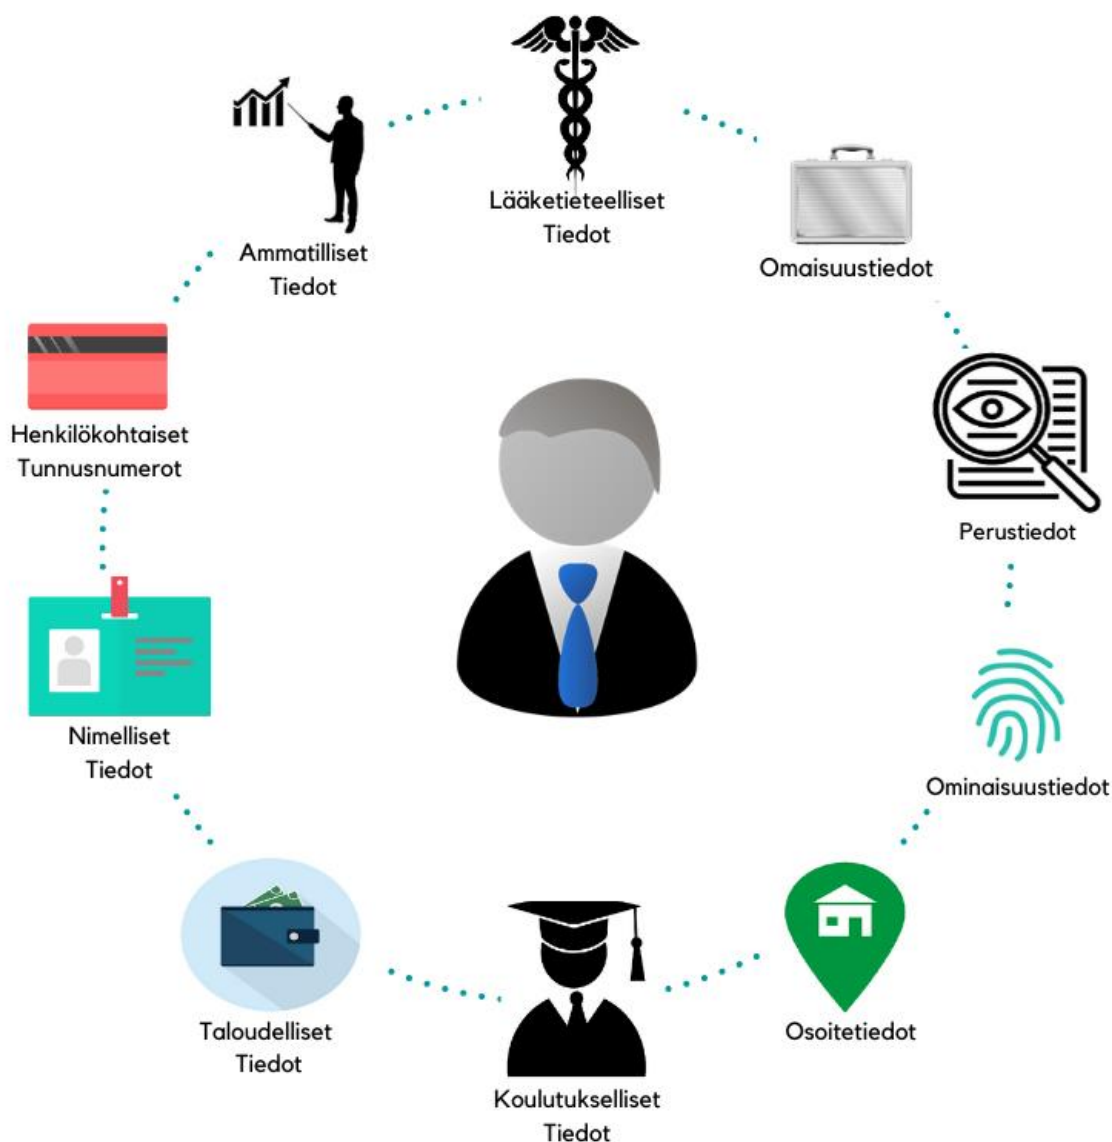 Lääketieteelliset
Tiedot
Ammatilliset
Tiedot
Omaisuustiedot
Henkilökohtaiset
Tunnusnumerot
Perustiedot
Nimelliset
Tiedot
Ominaisuustiedot
Taloudelliset
Tiedot
Osoitetiedot
Koulutukselliset
Tiedot